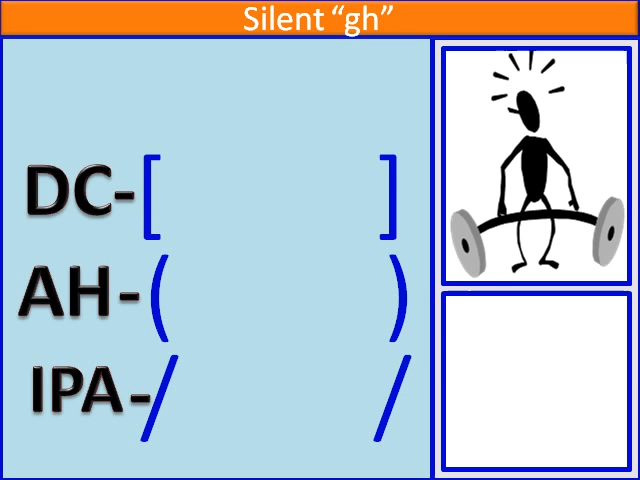 Silent “gh”
DC-[ ]
AH-( )
IPA-/ /